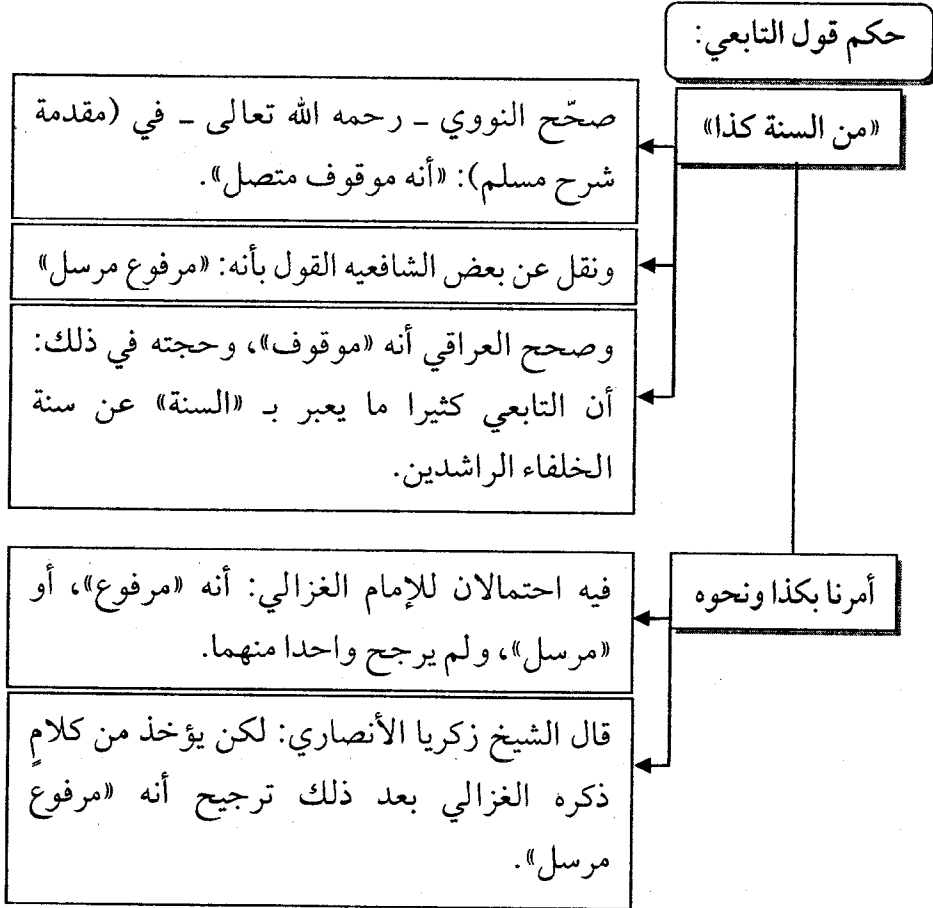 حكم قول التابعي:
«من السنة كذا»
صحّح النووي ـ رحمه الله تعالى ـ في (مقدمة
شرح مسلم): «أنه موقوف متصل».
ونقل عن بعض الشافعيه القول بأنه: «مرفوع مرسل»
وصحح العراقي أنه «موقوف»، وحجته في ذلك:
أن التابعي كثيرا ما يعبر بـ «السنة» عن سنة
الخلفاء الراشدين.
أمرنا بكذا ونحوه
فيه احتمالان للإمام الغزالي: أنه «مرفوع»، أو
«مرسل»، ولم يرجح واحدا منهما.
قال الشيخ زكريا الأنصاري: لكن يؤخذ من كلامٍ
ذكره الغزالي بعد ذلك ترجيح أنه «مرفوع
مرسل».